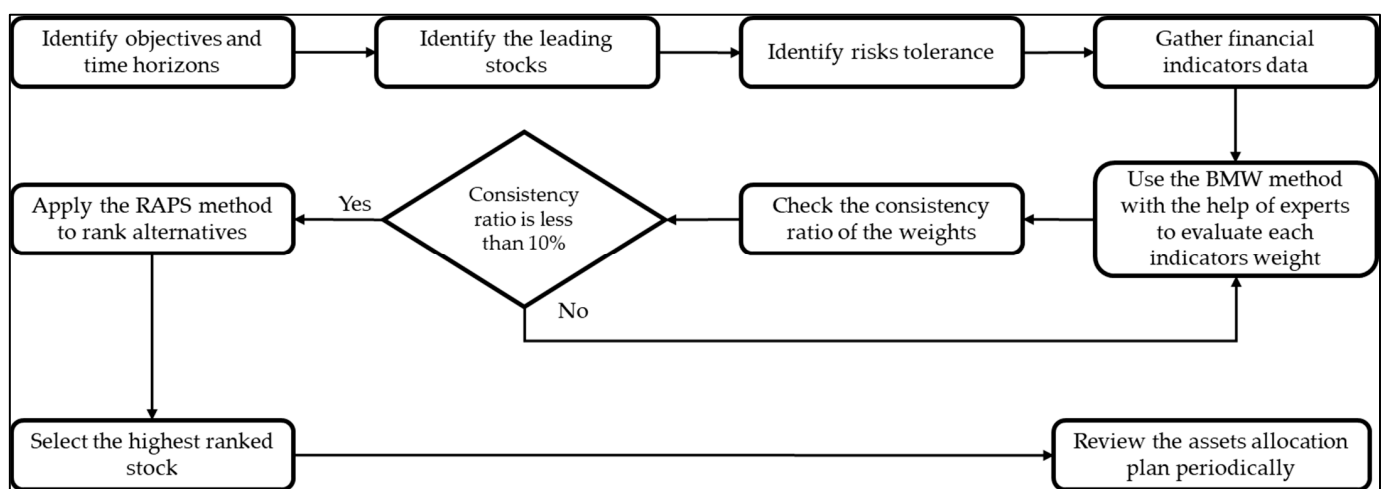 Identify objectives and
time horizons
Identify the leading
stocks
Identify risks tolerance
Gather financial
indicators data
Use the BMW method
with the help of experts
to evaluate each
indicators weight
Check the consistency
ratio of the weights
Consistency
ratio is less
than 10%
Yes
No
Apply the RAPS method
to rank alternatives
Select the highest ranked
stock
Review the assets allocation
plan periodically